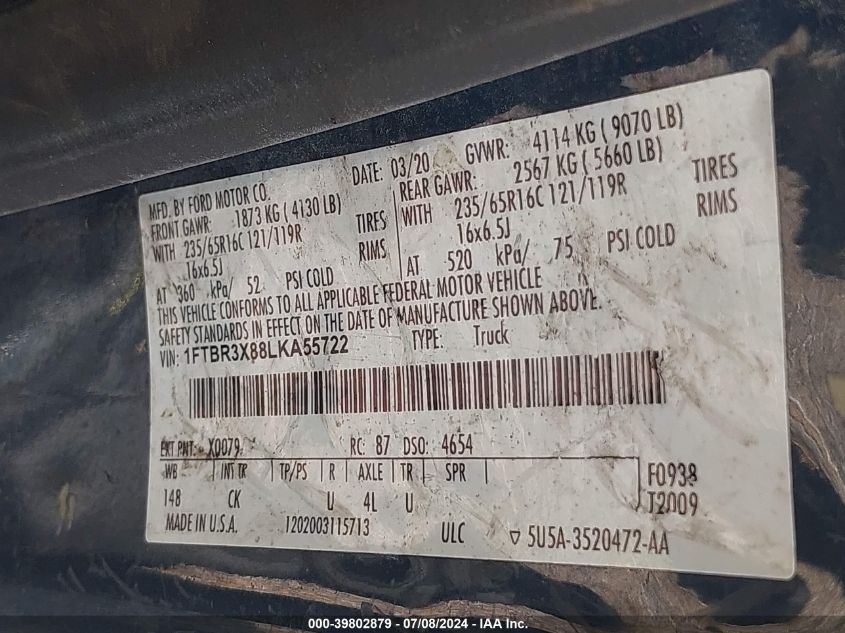 MFD. BY FORD MOTOR CO. DATE: 03/20 GVWR: 4114 KG ( 9070 LB)
FRONT GAWR: 1873 KG ( 4130 LB) REAR GAWR: 2567 KG ( 5660 LB)
WITH 235/65R16C 121/119R TIRES WITH 235/65R16C 121/119R TIRES
16x6.5J RIMS 16x6.5J RIMS
AT 360 kPa/ 52 PSI COLD AT 520 kPa/ 75 PSI COLD
THIS VEHICLE CONFORMS TO ALL APPLICABLE FEDERAL MOTOR VEHICLE
SAFETY STANDARDS IN EFFECT ON THE DATE OF MANUFACTURE SHOWN ABOVE.
VIN: 1FTBR3X88LKA55722 TYPE: Truck
EXT PNT: X0079 RC: 87 DSO: 4654
WB INT TR TP/PS R AXLE TR SPR F0938
148 CK U 4L U T2009
MADE IN U.S.A. 1202003115713 ULC 5U5A-3520472-AA
000-39802879 - 07/08/2024 - IAA Inc.